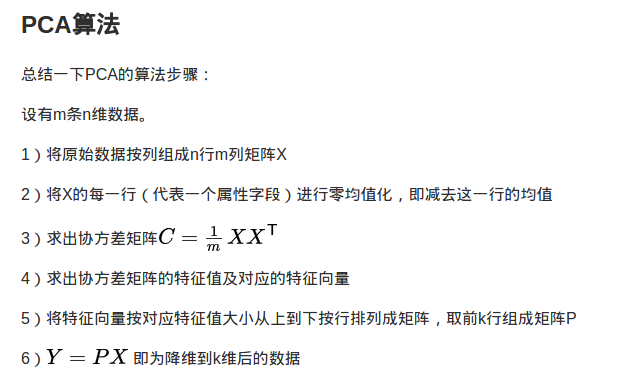 PCA算法
总结一下PCA的算法步骤：
设有m条n维数据。
1）将原始数据按列组成n行m列矩阵X
2）将X的每一行（代表一个属性字段）进行零均值化，即减去这一行的均值
3）求出协方差矩阵C = \frac{1}{m} XX^T
4）求出协方差矩阵的特征值及对应的特征向量
5）将特征向量按对应特征值大小从上到下按行排列成矩阵，取前k行组成矩阵P
6）Y = PX 即为降维到k维后的数据